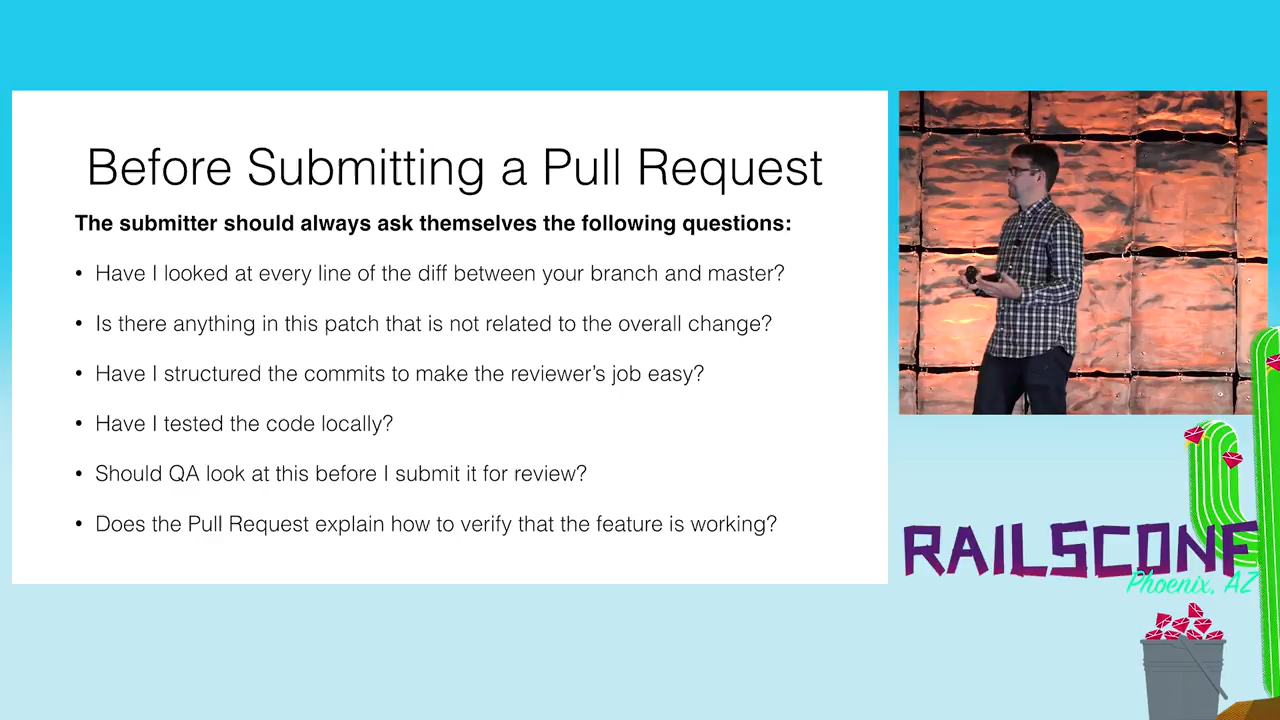 Before Submitting a Pull Request
The submitter should always ask themselves the following questions:
• Have I looked at every line of the diff between your branch and master?
• Is there anything in this patch that is not related to the overall change?
• Have I structured the commits to make the reviewer's job easy?
• Have I tested the code locally?
• Should QA look at this before I submit it for review?
• Does the Pull Request explain how to verify that the feature is working?
RAILSCONF
Phoenix, AZ